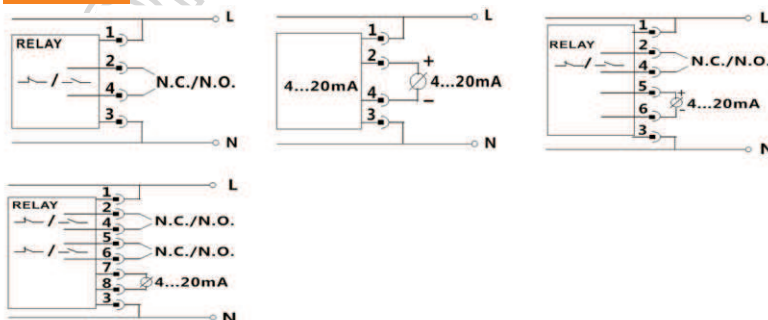 L
1
RELAY
2
/
N.C./N.O.
4
3
N
L
1
2
+
4...20mA
4...20mA
4
−
3
N
L
1
RELAY
2
/
N.C./N.O.
4
5
+
4...20mA
6
-
3
N
L
1
RELAY
2
/
N.C./N.O.
4
5
/
N.C./N.O.
6
7
4...20mA
8
3
N